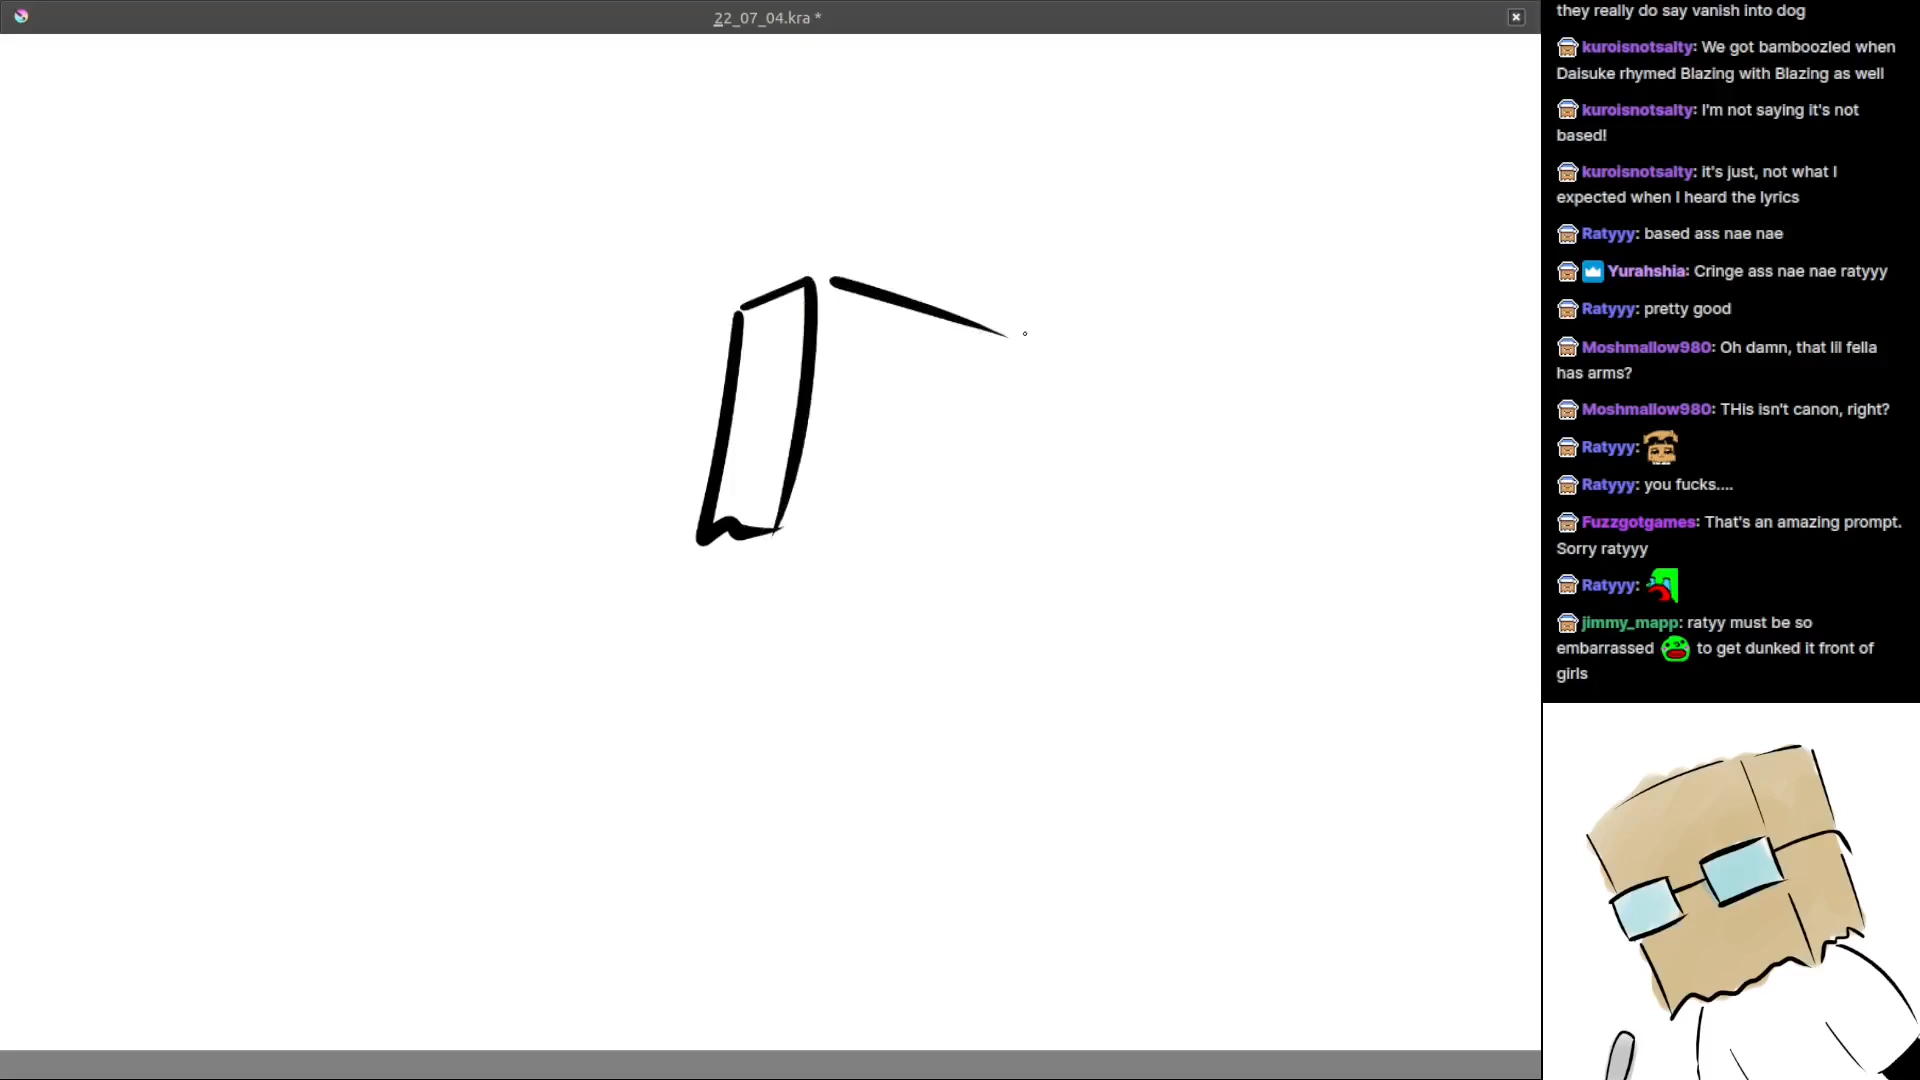 22_07_04.kra *
they really do say vanish into dog
kuroisnotsalty: We got bamboozled when
Daisuke rhymed Blazing with Blazing as well
kuroisnotsalty: I'm not saying it's not
based!
kuroisnotsalty: it's just, not what I
expected when I heard the lyrics
Ratyyy: based ass nae nae
Yurahshia: Cringe ass nae nae ratyyy
Ratyyy: pretty good
Moshmallow980: Oh damn, that lil fella
has arms?
Moshmallow980: THis isn't canon, right?
Ratyyy:
Ratyyy: you fucks....
Fuzzgotgames: That's an amazing prompt.
Sorry ratyyy
Ratyyy:
jimmy_mapp: ratyy must be so
embarrassed to get dunked it front of
girls